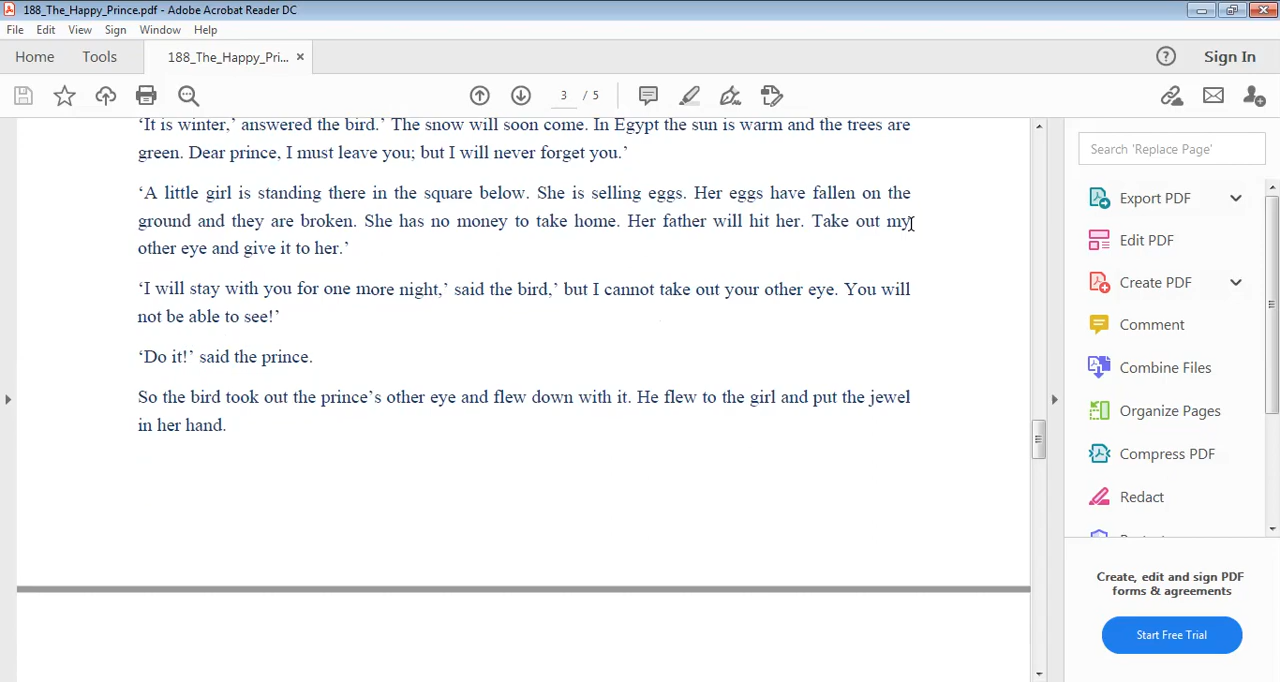 188_The_Happy_Prince.pdf - Adobe Acrobat Reader DC
File Edit View Sign Window Help
Home Tools 188_The_Happy_Pri... × Sign In
3 / 5
‘It is winter,’ answered the bird.’ The snow will soon come. In Egypt the sun is warm and the trees are
green. Dear prince, I must leave you; but I will never forget you.’
‘A little girl is standing there in the square below. She is selling eggs. Her eggs have fallen on the
ground and they are broken. She has no money to take home. Her father will hit her. Take out my
other eye and give it to her.’
‘I will stay with you for one more night,’ said the bird,’ but I cannot take out your other eye. You will
not be able to see!’
‘Do it!’ said the prince.
So the bird took out the prince’s other eye and flew down with it. He flew to the girl and put the jewel
in her hand.
Search 'Replace Page'
Export PDF
Edit PDF
Create PDF
Comment
Combine Files
Organize Pages
Compress PDF
Redact
Create, edit and sign PDF
forms & agreements
Start Free Trial